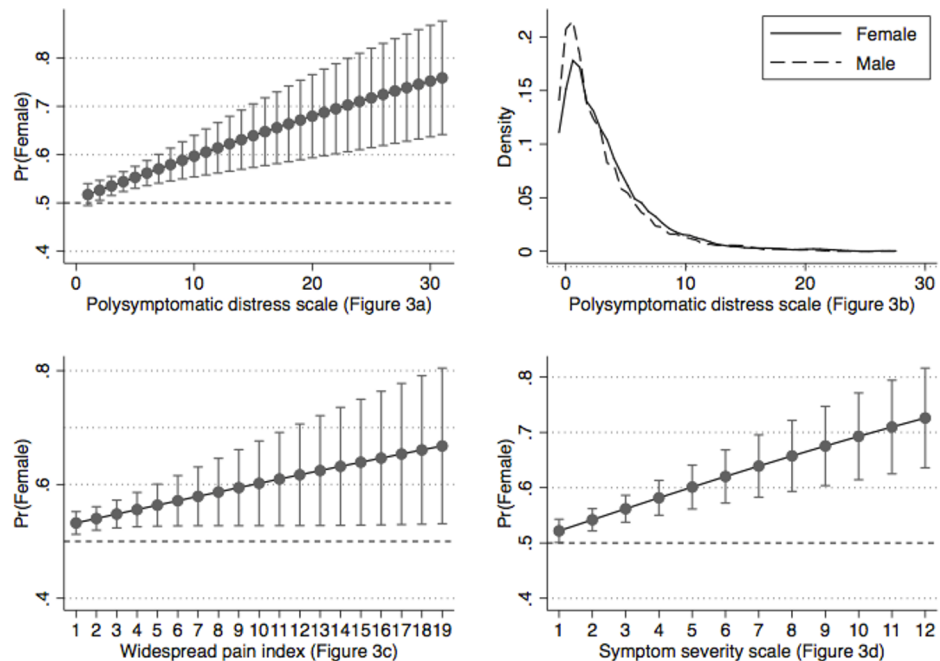 .8
.7
.6
.5
.4
Pr(Female)
0 10 20 30
Polysymptomatic distress scale (Figure 3a)
Female
Male
.2
.15
.1
.05
0
Density
0 10 20 30
Polysymptomatic distress scale (Figure 3b)
.8
.7
.6
.5
.4
Pr(Female)
1 2 3 4 5 6 7 8 9 10 11 12 13 14 15 16 17 18 19
Widespread pain index (Figure 3c)
.8
.7
.6
.5
.4
Pr(Female)
1 2 3 4 5 6 7 8 9 10 11 12
Symptom severity scale (Figure 3d)